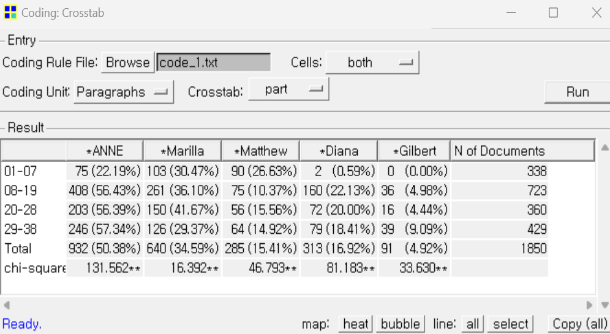 Coding: Crosstab
Entry
Coding Rule File: Browse code_1.txt Cells: both
Coding Unit: Paragraphs Crosstab: part Run
Result
*ANNE *Marilla *Matthew *Diana *Gilbert N of Documents
01-07 75 (22.19%) 103 (30.47%) 90 (26.63%) 2 (0.59%) 0 (0.00%) 338
08-19 408 (56.43%) 261 (36.10%) 75 (10.37%) 160 (22.13%) 36 (4.98%) 723
20-28 203 (56.39%) 150 (41.67%) 56 (15.56%) 72 (20.00%) 16 (4.44%) 360
29-38 246 (57.34%) 126 (29.37%) 64 (14.92%) 79 (18.41%) 39 (9.09%) 429
Total 932 (50.38%) 640 (34.59%) 285 (15.41%) 313 (16.92%) 91 (4.92%) 1850
chi-square 131.562** 16.392** 46.793** 81.183** 33.630**
Ready. map: heat bubble line: all select Copy (all)